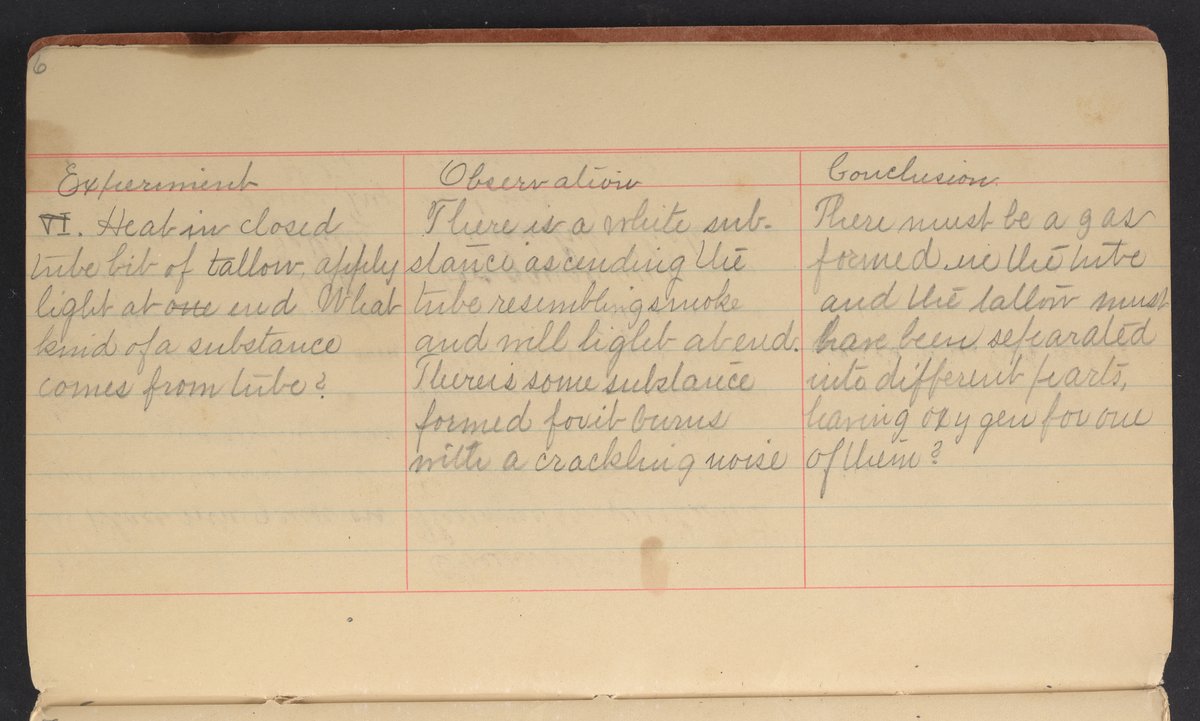 6
Experiment
VI. Heat in closed
tube bit of tallow, apply
light at one end What
kind of a substance
comes from tube?
Observation
There is a white sub-
stance ascending the
tube resembling smoke
and will light at end.
There is some substance
formed for it burns
with a crackling noise
Conclusion.
There must be a gas
formed in the tube
and the tallow must
have been separated
into different parts,
having oxygen for one
of them?